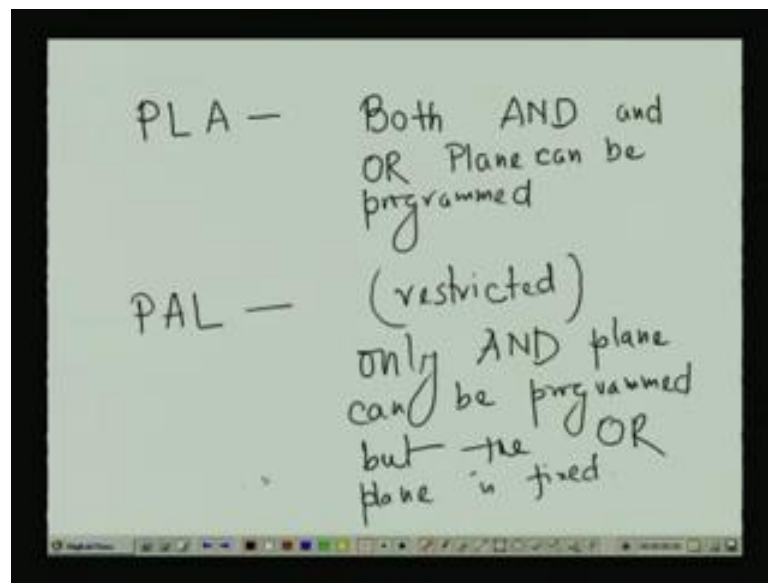 PLA — Both AND and
OR Plane can be
programmed
PAL — (restricted)
only AND plane
can be programmed
but the OR
plane is fixed